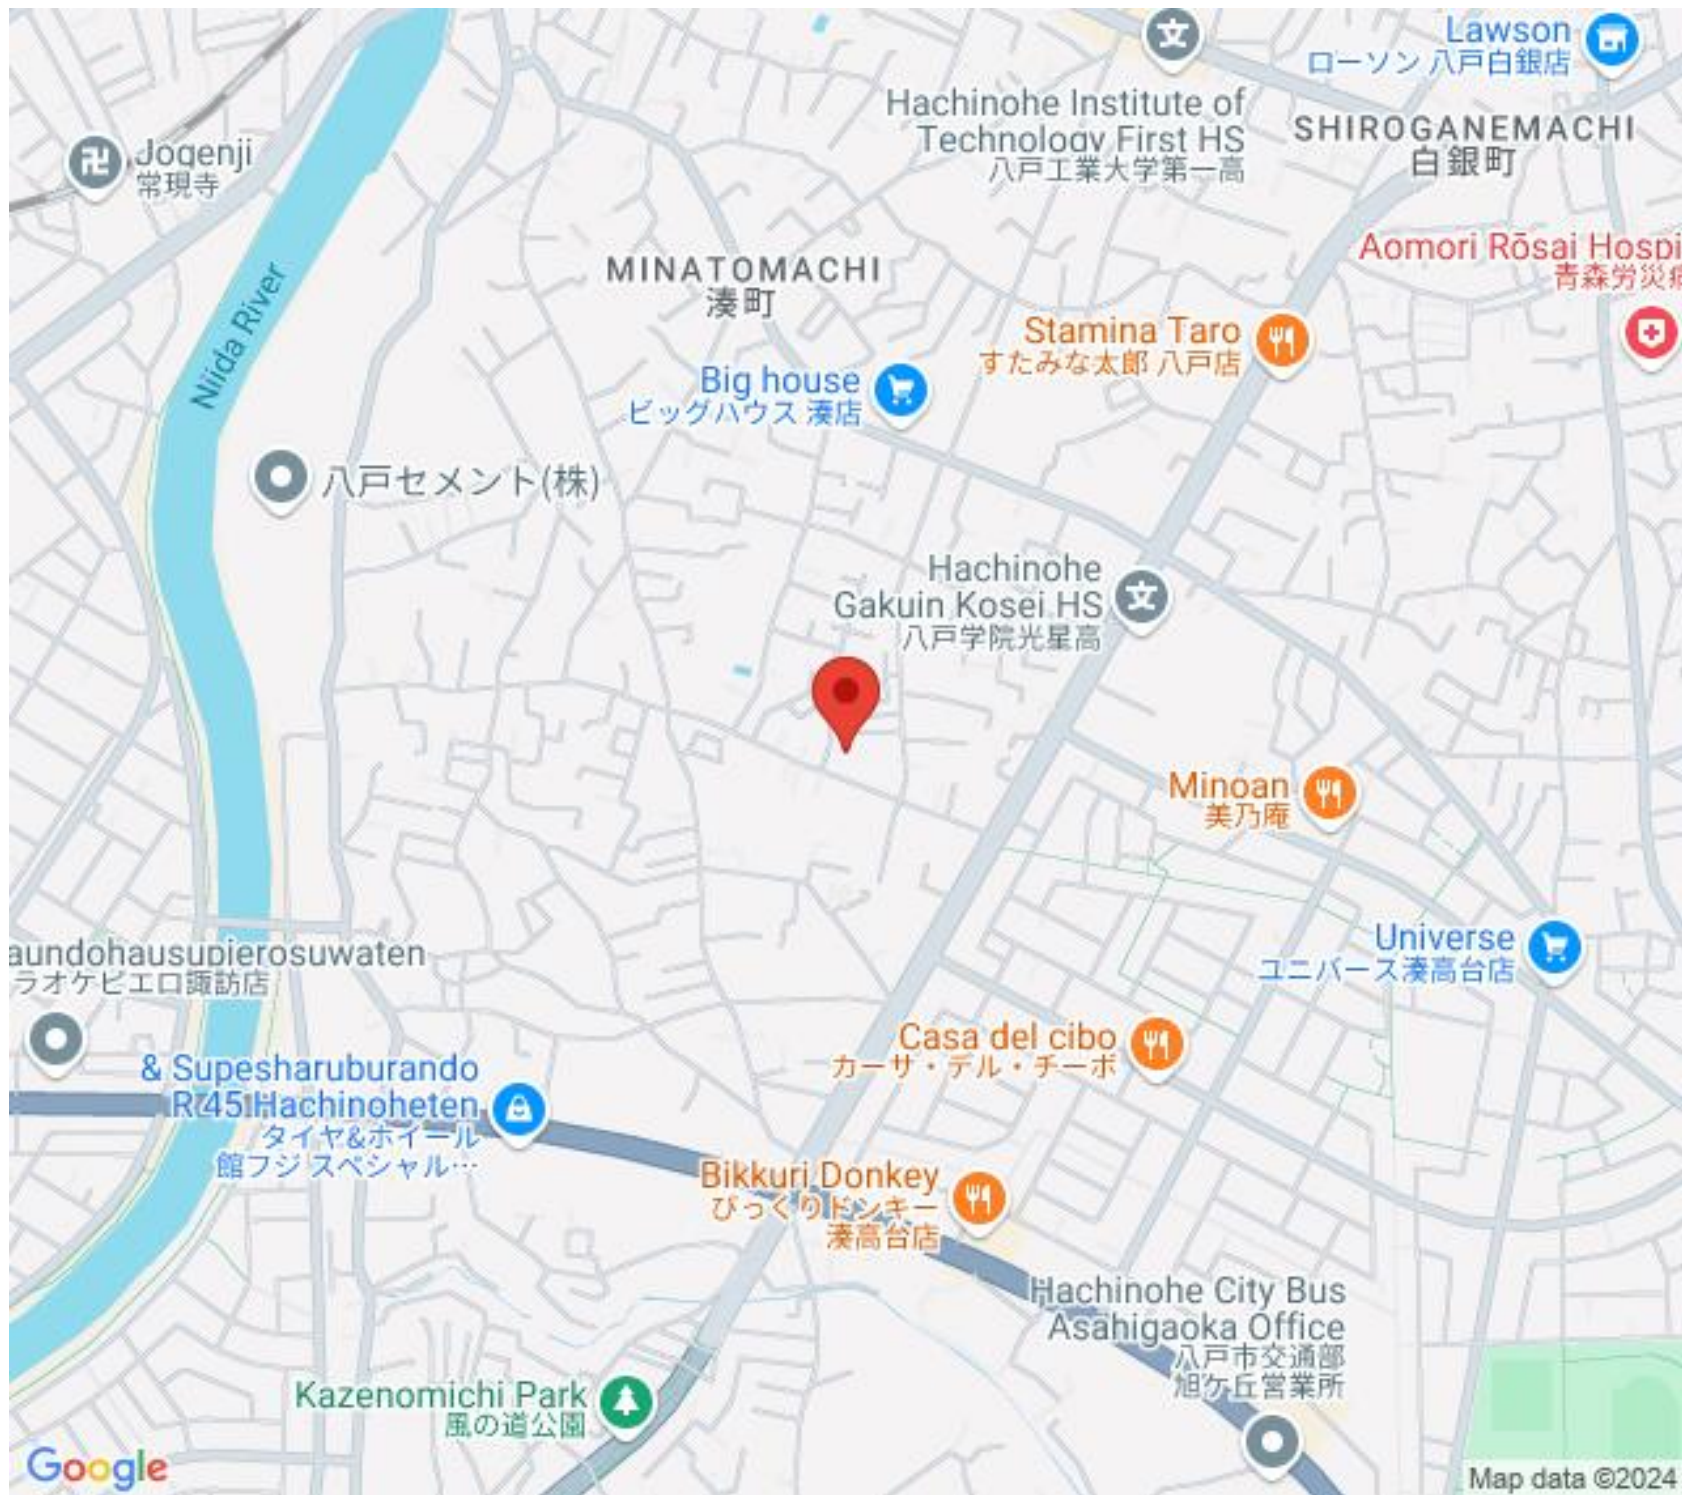 Lawson
ローソン 八戸白銀店
Hachinohe Institute of
Technology First HS
八戸工業大学第一高
SHIROGANEMACHI
白銀町
Jogenji
常現寺
Aomori Rōsai Hospi
青森労災病
MINATOMACHI
湊町
Niida River
Stamina Taro
すたみな太郎 八戸店
Big house
ビッグハウス 湊店
八戸セメント(株)
Hachinohe
Gakuin Kosei HS
八戸学院光星高
Minoan
美乃庵
Universe
ユニバース湊高台店
aundohausupierosuwaten
ラオケピエロ諏訪店
Casa del cibo
カーサ・デル・チーボ
& Supesharuburando
R 45 Hachinoheten
タイヤ&ホイール
館フジ スペシャル…
Bikkuri Donkey
びっくりドンキー
湊高台店
Hachinohe City Bus
Asahigaoka Office
八戸市交通部
旭ケ丘営業所
Kazenomichi Park
風の道公園
Google
Map data ©2024